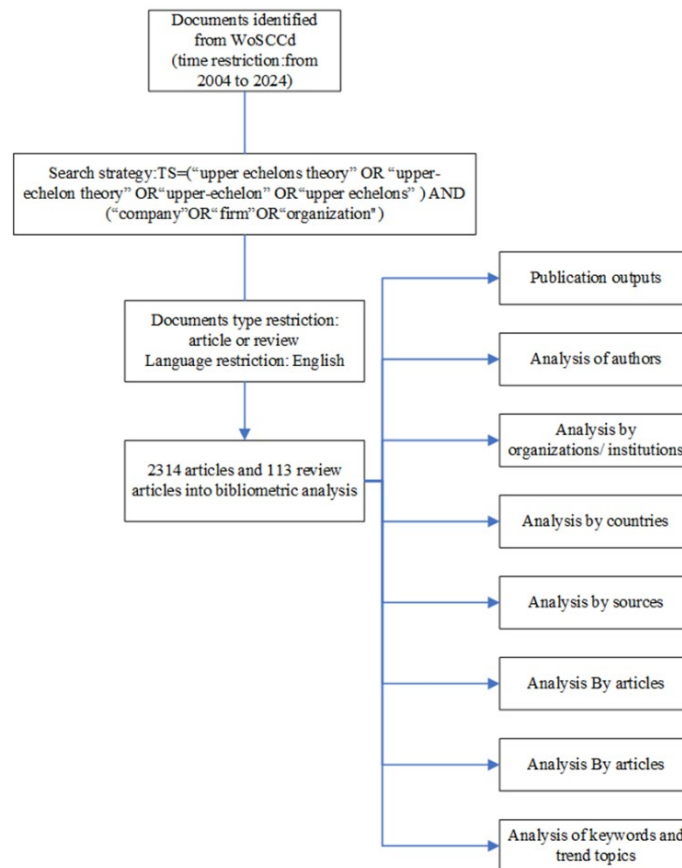 Documents identified
from WoSCCd
(time restriction:from
2004 to 2024)
Search strategy:TS=(“upper echelons theory” OR “upper-
echelon theory” OR“upper-echelon” OR“upper echelons” ) AND
(“company”OR“firm”OR“organization" )
Documents type restriction:
article or review
Language restriction: English
2314 articles and 113 review
articles into bibliometric analysis
Publication outputs
Analysis of authors
Analysis by
organizations/ institutions
Analysis by countries
Analysis by sources
Analysis By articles
Analysis By articles
Analysis of keywords and
trend topics